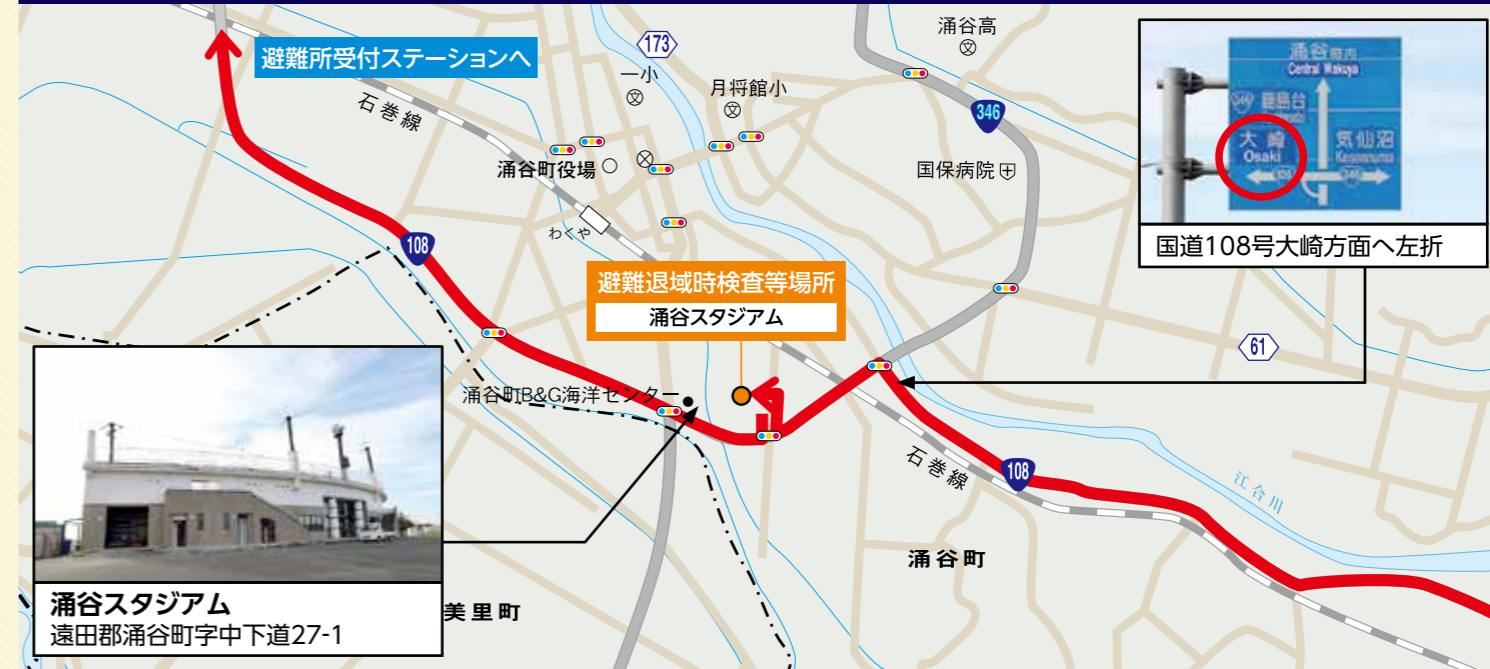 避難所受付ステーションへ
173
涌谷高
一小
月将館小
石巻線
346
涌谷町役場
国保病院
わくや
108
避難退域時検査等場所
涌谷スタジアム
61
涌谷町B&G海洋センター
石巻線
108
江合川
涌谷町
美里町
涌谷町内
Central Wakuya
346
鹿島台
大崎
Osaki
気仙沼
Kesennuma
108
346
国道108号大崎方面へ左折
涌谷スタジアム
遠田郡涌谷町字中下道27-1